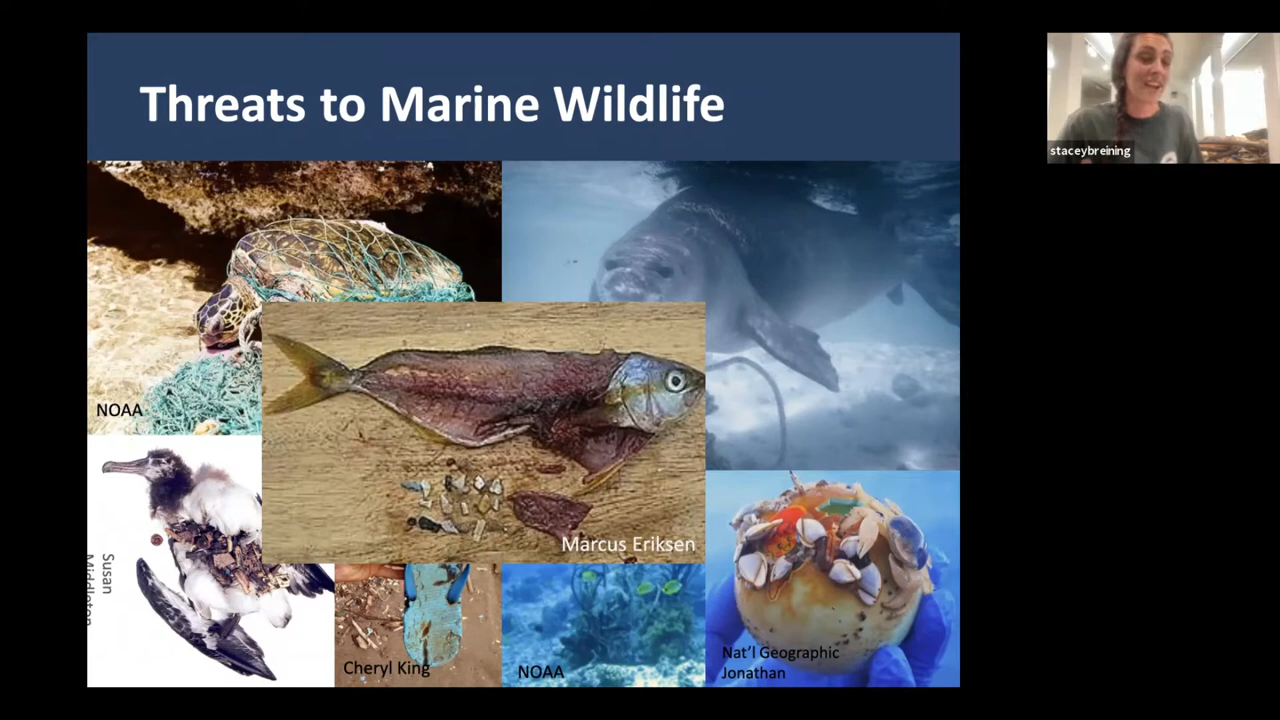 Threats to Marine Wildlife
staceybreining
NOAA
Marcus Eriksen
Susan
Middleton
Cheryl King
NOAA
Nat'l Geographic
Jonathan